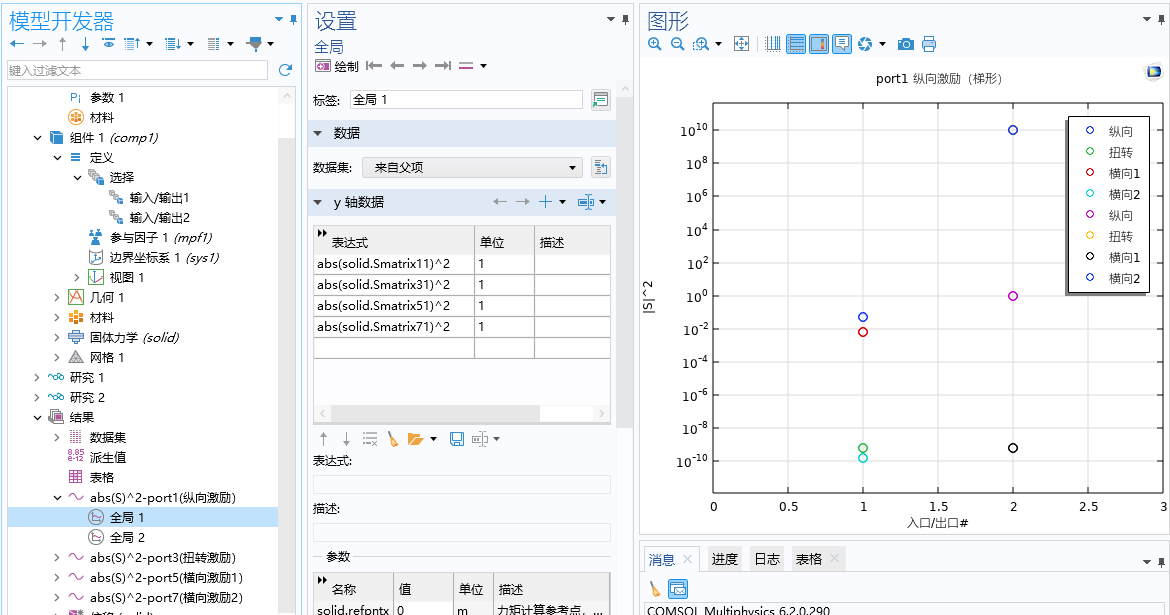 模型开发器
键入过滤文本
Pi 参数 1
材料
组件 1 (comp1)
定义
选择
输入/输出1
输入/输出2
参与因子 1 (mpf1)
边界坐标系 1 (sys1)
视图 1
几何 1
材料
固体力学 (solid)
网格 1
研究 1
研究 2
结果
数据集
8.85
e-12 派生值
表格
abs(S)^2-port1(纵向激励)
全局 1
全局 2
abs(S)^2-port3(扭转激励)
abs(S)^2-port5(横向激励1)
abs(S)^2-port7(横向激励2)
设置
全局
绘制
标签: 全局 1
数据
数据集: 来自父项
y 轴数据
表达式 单位 描述
abs(solid.Smatrix11)^2 1
abs(solid.Smatrix31)^2 1
abs(solid.Smatrix51)^2 1
abs(solid.Smatrix71)^2 1
表达式:
描述:
参数
名称 值 单位 描述
solid.refpntx 0 m 力矩计算参考点, ...
图形
port1 纵向激励（梯形）
10^10
10^8
10^6
10^4
10^2
10^0
10^-2
10^-4
10^-6
10^-8
10^-10
|S|^2
0 0.5 1 1.5 2 2.5 3
入口/出口#
纵向
扭转
横向1
横向2
纵向
扭转
横向1
横向2
消息 进度 日志 表格
COMSOL Multiphysics 6.2.0.290